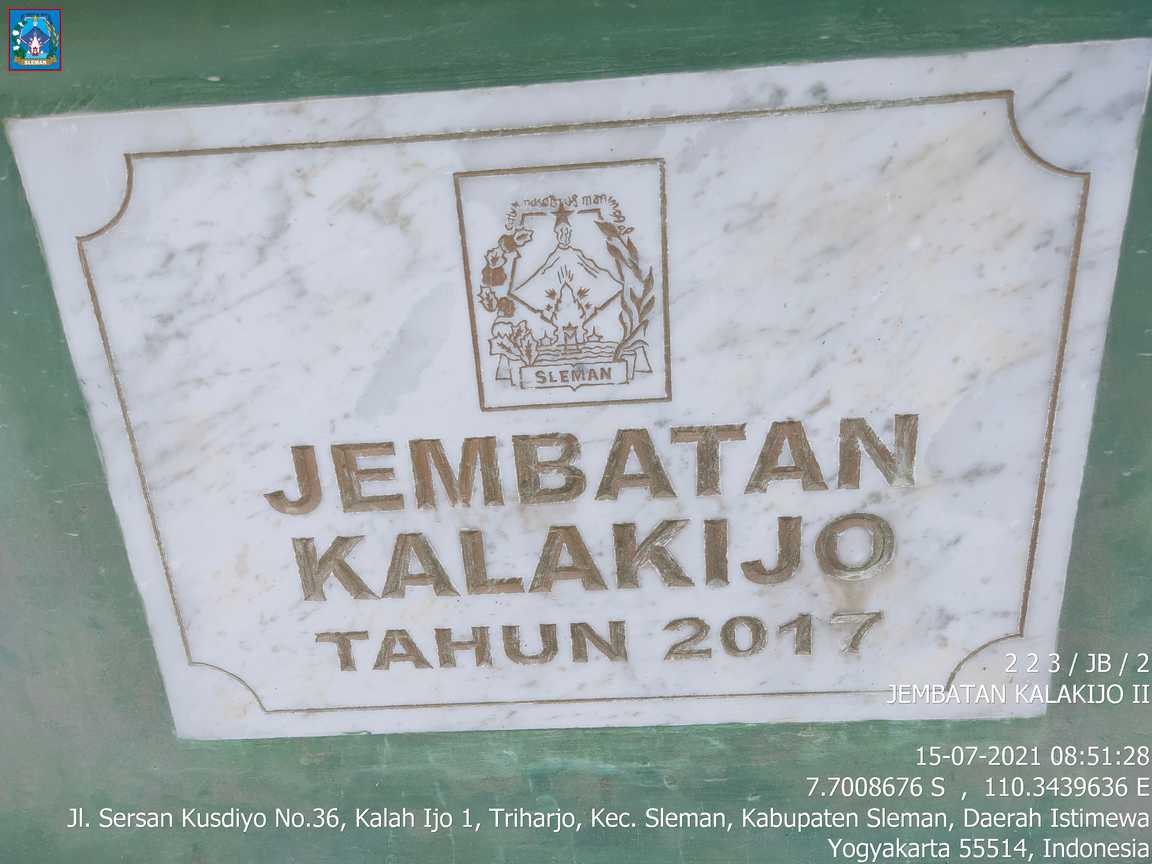 SLEMAN
SLEMAN
JEMBATAN
KALAKIJO
TAHUN 2017
2 2 3 / JB / 2
JEMBATAN KALAKIJO II
15-07-2021 08:51:28
7.7008676 S , 110.3439636 E
Jl. Sersan Kusdiyo No.36, Kalah Ijo 1, Triharjo, Kec. Sleman, Kabupaten Sleman, Daerah Istimewa
Yogyakarta 55514, Indonesia